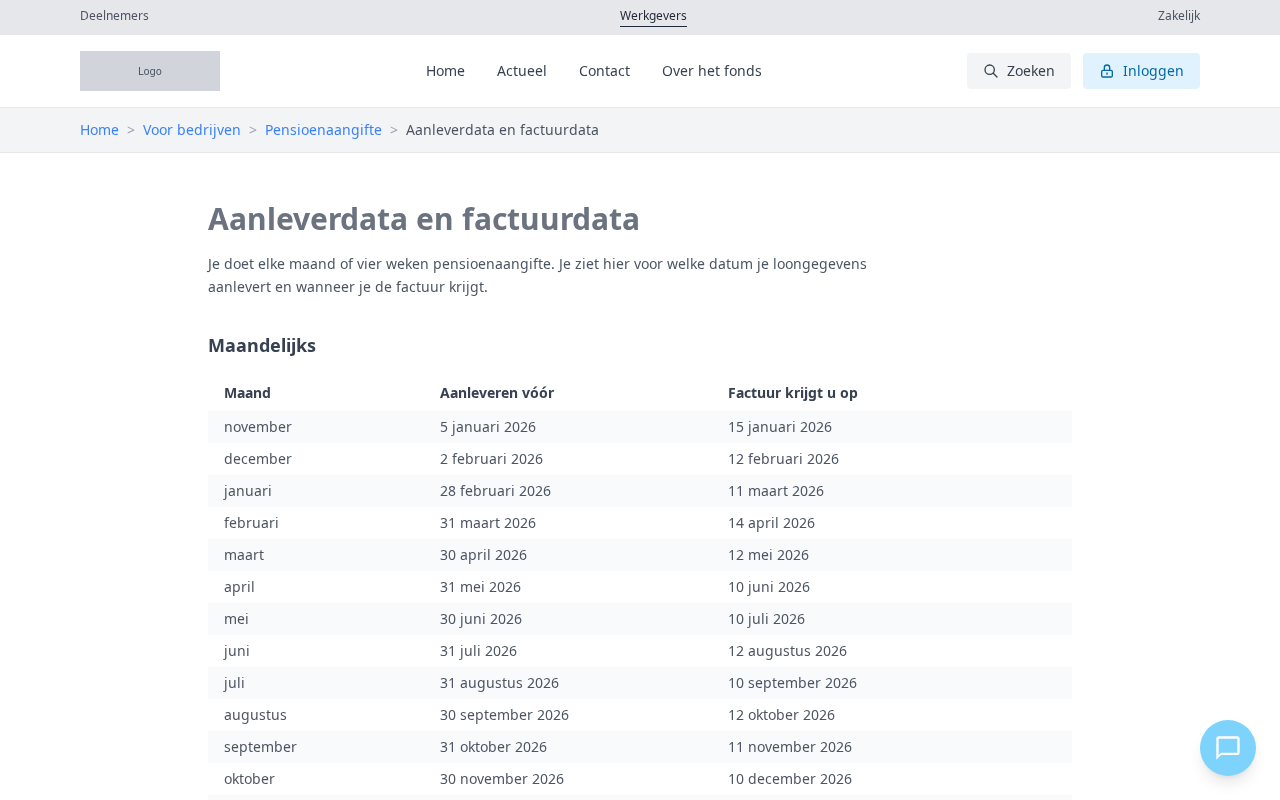 Deelnemers Werkgevers Zakelijk
Logo Home Actueel Contact Over het fonds Zoeken Inloggen
Home > Voor bedrijven > Pensioenaangifte > Aanleverdata en factuurdata
Aanleverdata en factuurdata
Je doet elke maand of vier weken pensioenaangifte. Je ziet hier voor welke datum je loongegevens
aanlevert en wanneer je de factuur krijgt.
Maandelijks
Maand Aanleveren vóór Factuur krijgt u op
november 5 januari 2026 15 januari 2026
december 2 februari 2026 12 februari 2026
januari 28 februari 2026 11 maart 2026
februari 31 maart 2026 14 april 2026
maart 30 april 2026 12 mei 2026
april 31 mei 2026 10 juni 2026
mei 30 juni 2026 10 juli 2026
juni 31 juli 2026 12 augustus 2026
juli 31 augustus 2026 10 september 2026
augustus 30 september 2026 12 oktober 2026
september 31 oktober 2026 11 november 2026
oktober 30 november 2026 10 december 2026